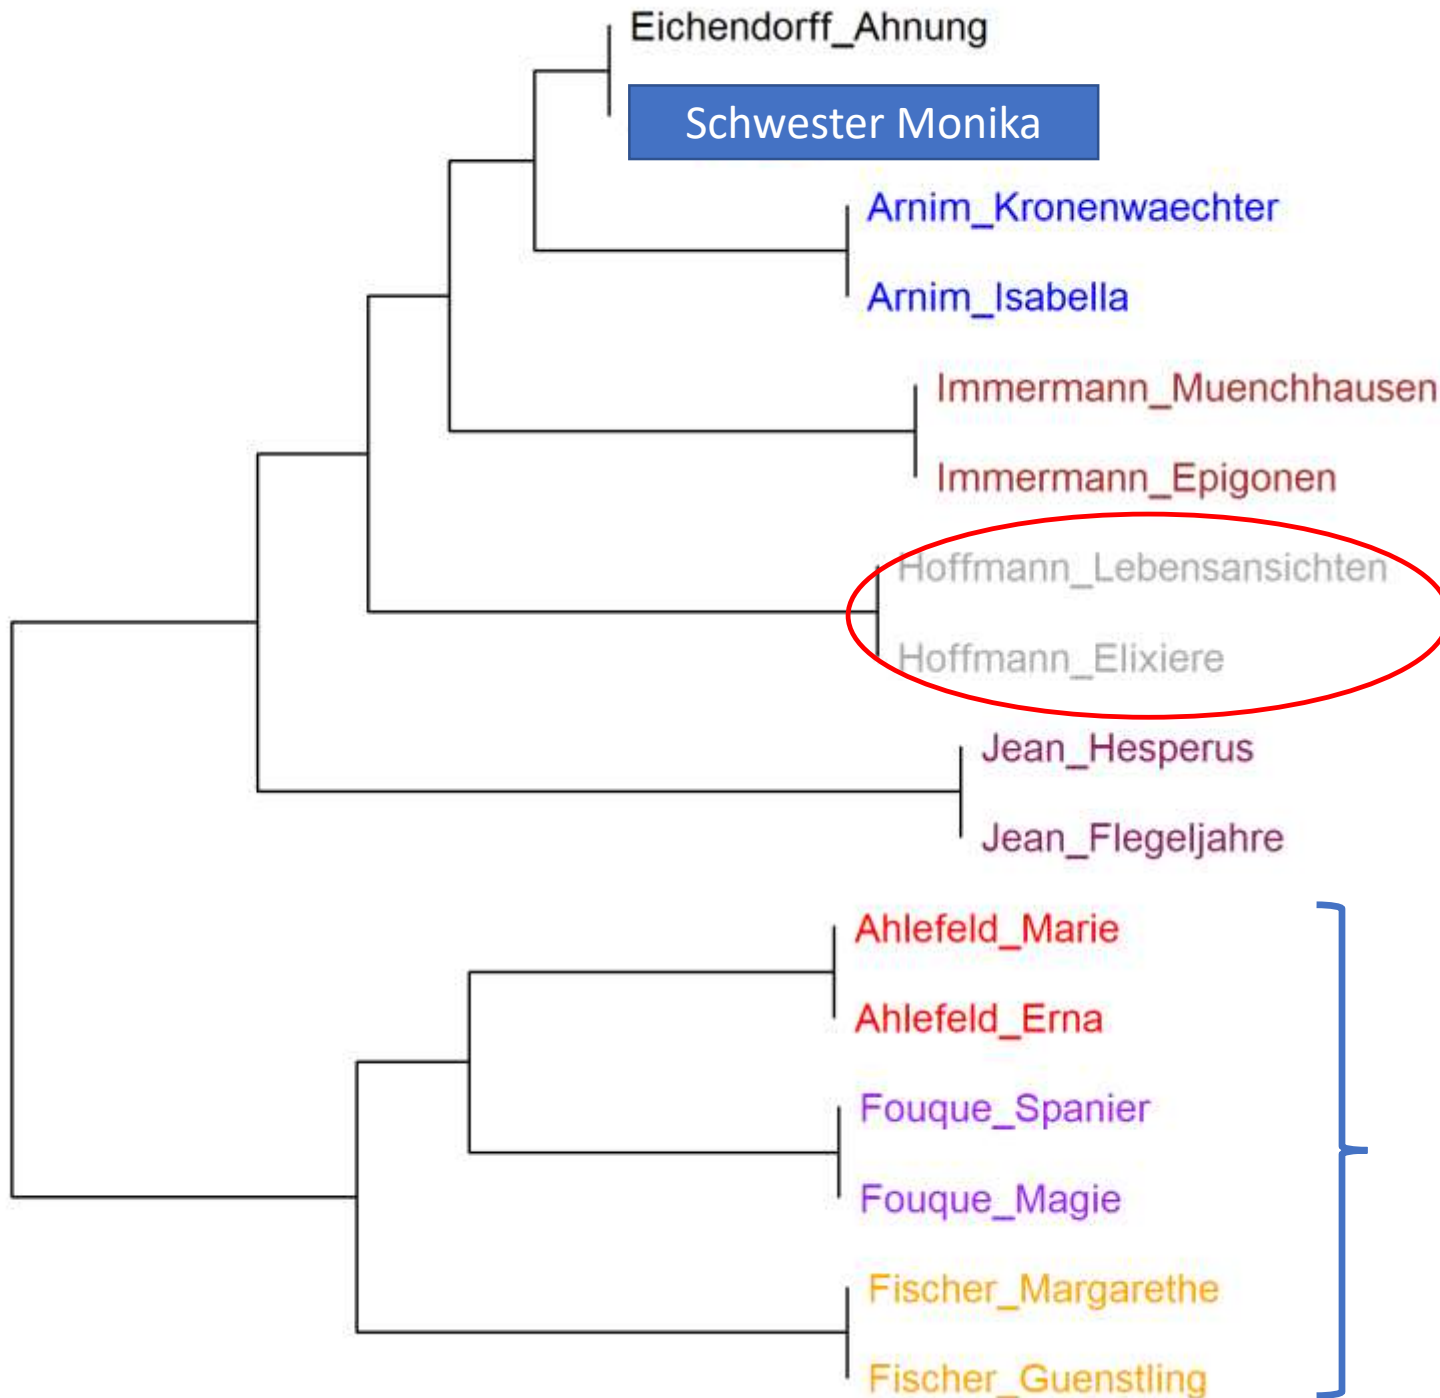 Eichendorff_Ahnung
Schwester Monika
Arnim_Kronenwaechter
Arnim_Isabella
Immermann_Muenchhausen
Immermann_Epigonen
Hoffmann_Lebensansichten
Hoffmann_Elixiere
Jean_Hesperus
Jean_Flegeljahre
Ahlefeld_Marie
Ahlefeld_Erna
Fouque_Spanier
Fouque_Magie
Fischer_Margarethe
Fischer_Guenstling